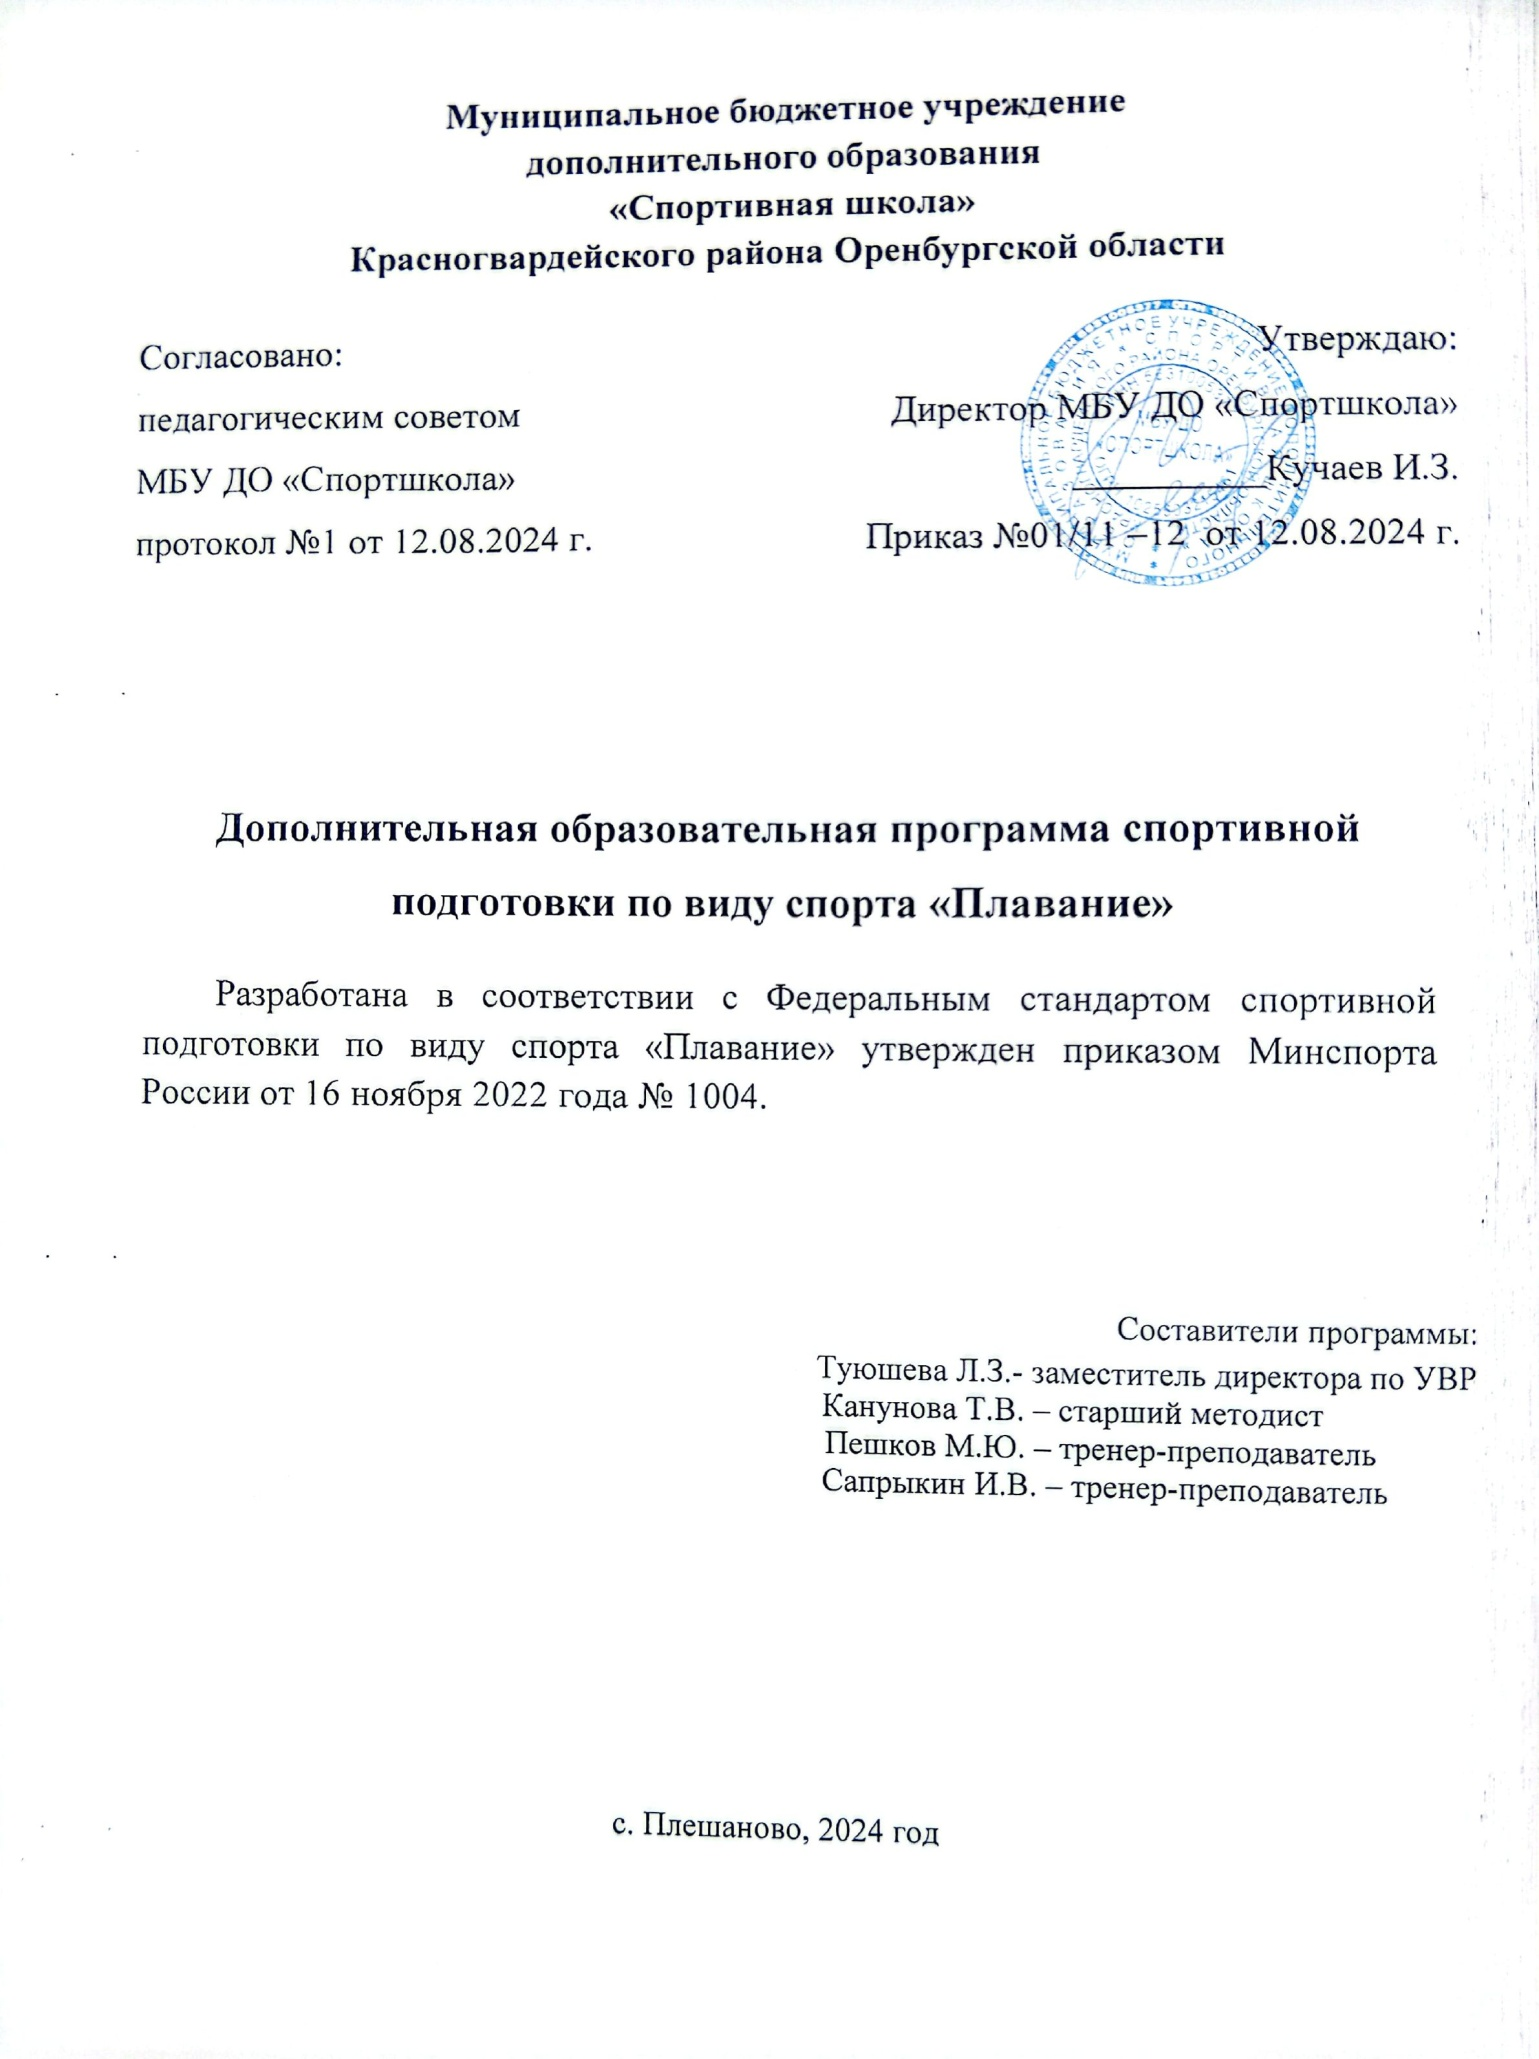 Муниципальное бюджетное учреждение
дополнительного образования
«Спортивная школа»
Красногвардейского района Оренбургской области
Согласовано:
педагогическим советом
МБУ ДО «Спортшкола»
протокол №1 от 12.08.2024 г.
Утверждаю:
Директор МБУ ДО «Спортшкола»
__________Кучаев И.З.
Приказ №01/11 –12 от 12.08.2024 г.
Дополнительная образовательная программа спортивной
подготовки по виду спорта «Плавание»
Разработана в соответствии с Федеральным стандартом спортивной
подготовки по виду спорта «Плавание» утвержден приказом Минспорта
России от 16 ноября 2022 года № 1004.
Составители программы:
Туюшева Л.З.- заместитель директора по УВР
Канунова Т.В. – старший методист
Пешков М.Ю. – тренер-преподаватель
Сапрыкин И.В. – тренер-преподаватель
с. Плешаново, 2024 год